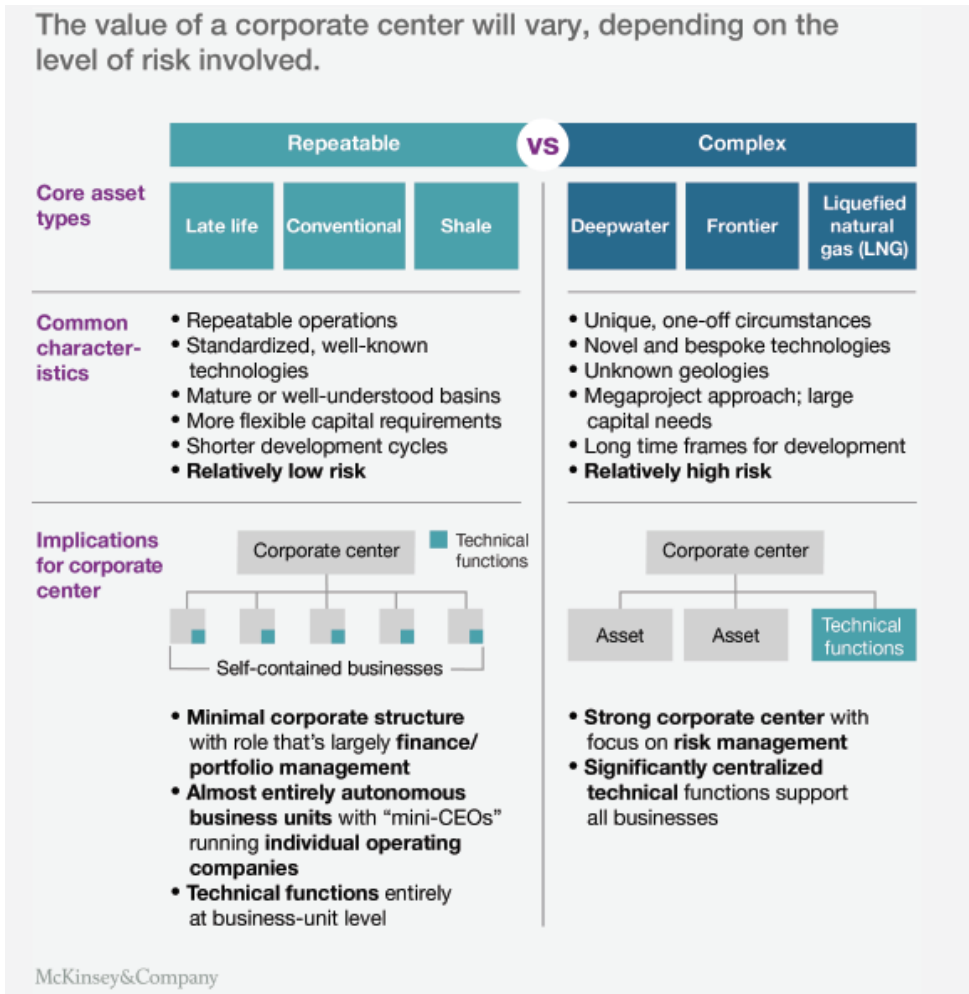 The value of a corporate center will vary, depending on the
level of risk involved.
Repeatable
vs
Complex
Core asset
types
Late life
Conventional
Shale
Deepwater
Frontier
Liquefied
natural
gas (LNG)
Common
character-
istics
• Repeatable operations
• Standardized, well-known
technologies
• Mature or well-understood basins
• More flexible capital requirements
• Shorter development cycles
• Relatively low risk
• Unique, one-off circumstances
• Novel and bespoke technologies
• Unknown geologies
• Megaproject approach; large
capital needs
• Long time frames for development
• Relatively high risk
Implications
for corporate
center
Corporate center
Technical
functions
Self-contained businesses
• Minimal corporate structure
with role that's largely finance/
portfolio management
• Almost entirely autonomous
business units with “mini-CEOs”
running individual operating
companies
• Technical functions entirely
at business-unit level
Corporate center
Asset
Asset
Technical
functions
• Strong corporate center with
focus on risk management
• Significantly centralized
technical functions support
all businesses
McKinsey&Company